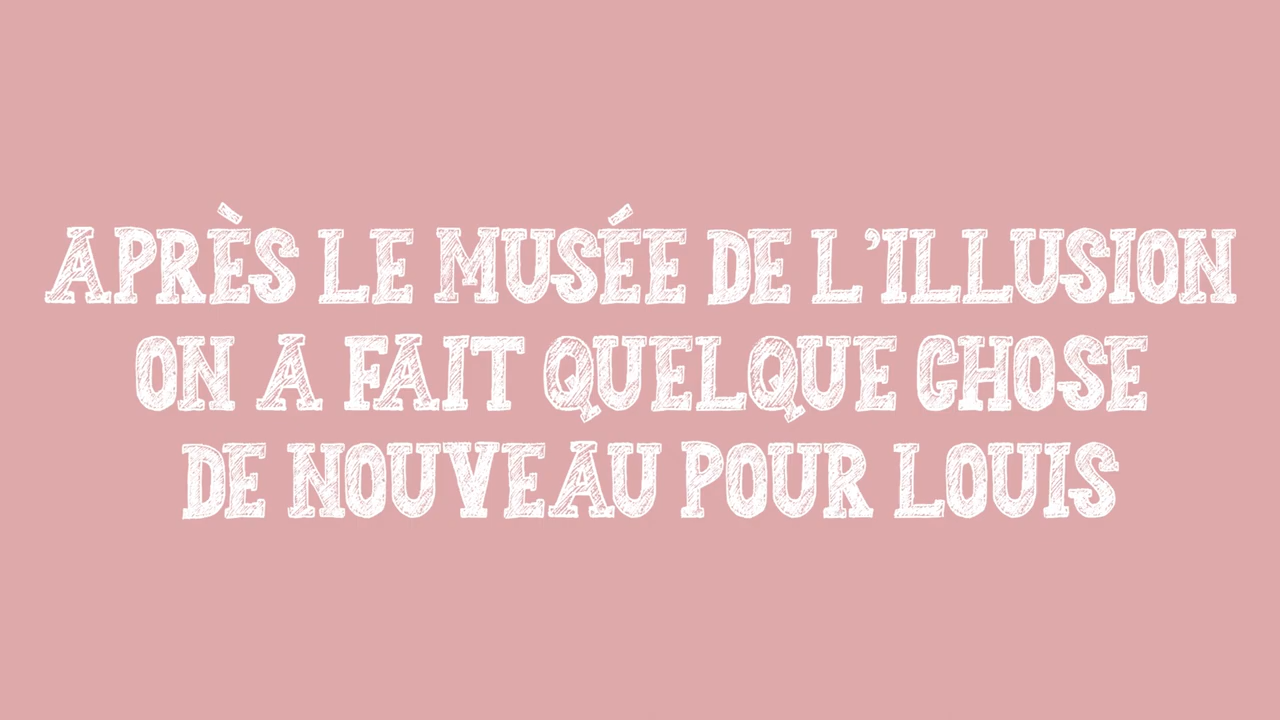 APRÈS LE MUSÉE DE L'ILLUSION
ON A FAIT QUELQUE CHOSE
DE NOUVEAU POUR LOUIS